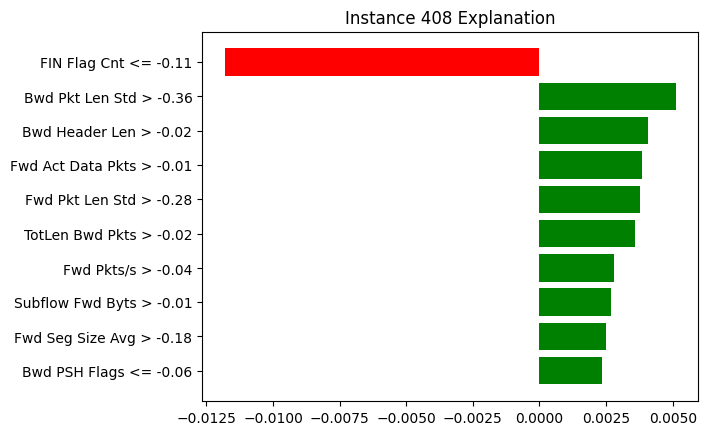 Instance 408 Explanation
FIN Flag Cnt <= -0.11
Bwd Pkt Len Std > -0.36
Bwd Header Len > -0.02
Fwd Act Data Pkts > -0.01
Fwd Pkt Len Std > -0.28
TotLen Bwd Pkts > -0.02
Fwd Pkts/s > -0.04
Subflow Fwd Byts > -0.01
Fwd Seg Size Avg > -0.18
Bwd PSH Flags <= -0.06
−0.0125 −0.0100 −0.0075 −0.0050 −0.0025 0.0000 0.0025 0.0050